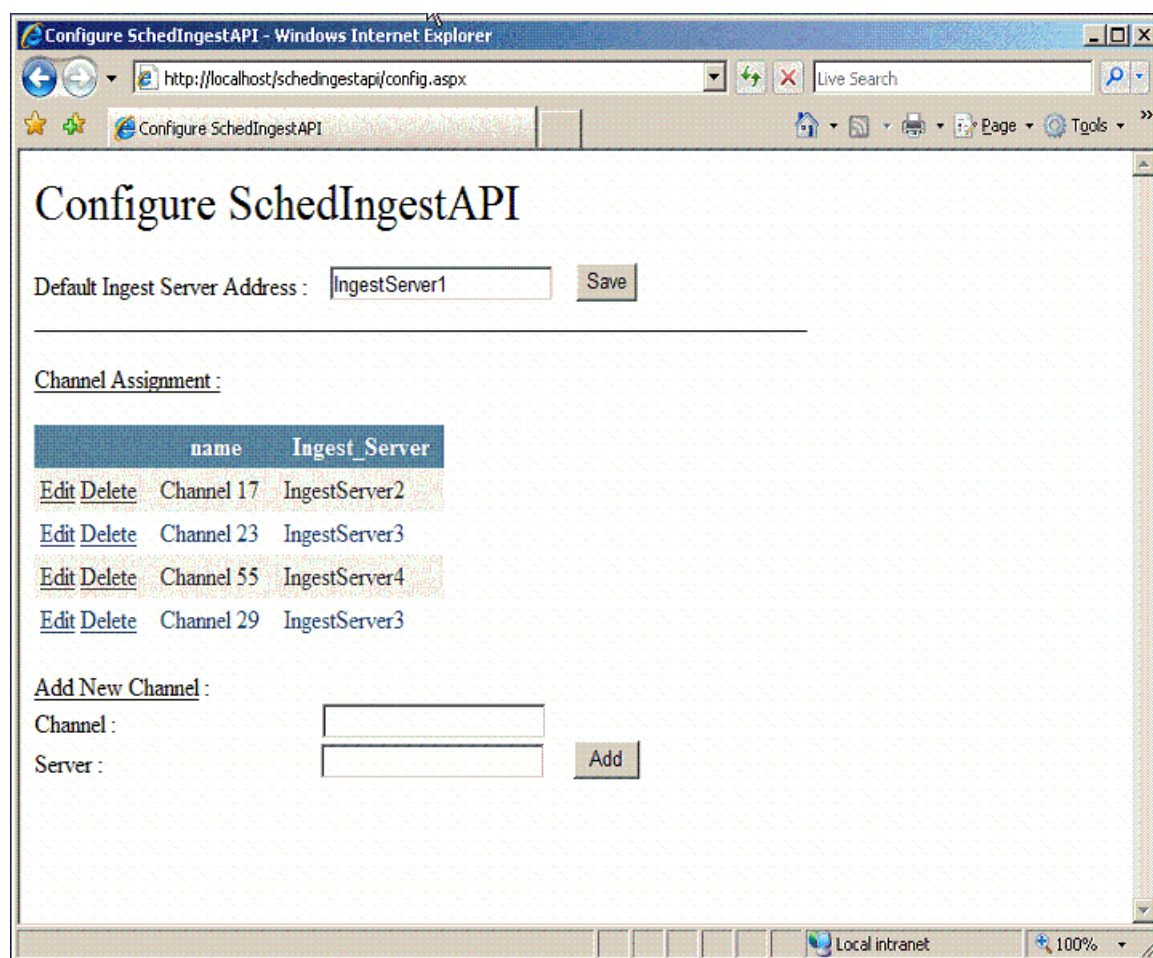 Configure SchedIngestAPI - Windows Internet Explorer
http://localhost/schedingestapi/config.aspx
Live Search
Configure SchedIngestAPI
Page
Tools
Configure SchedIngestAPI
Default Ingest Server Address : IngestServer1 Save
Channel Assignment :
name Ingest_Server
Edit Delete Channel 17 IngestServer2
Edit Delete Channel 23 IngestServer3
Edit Delete Channel 55 IngestServer4
Edit Delete Channel 29 IngestServer3
Add New Channel :
Channel :
Server : Add
Local intranet 100%